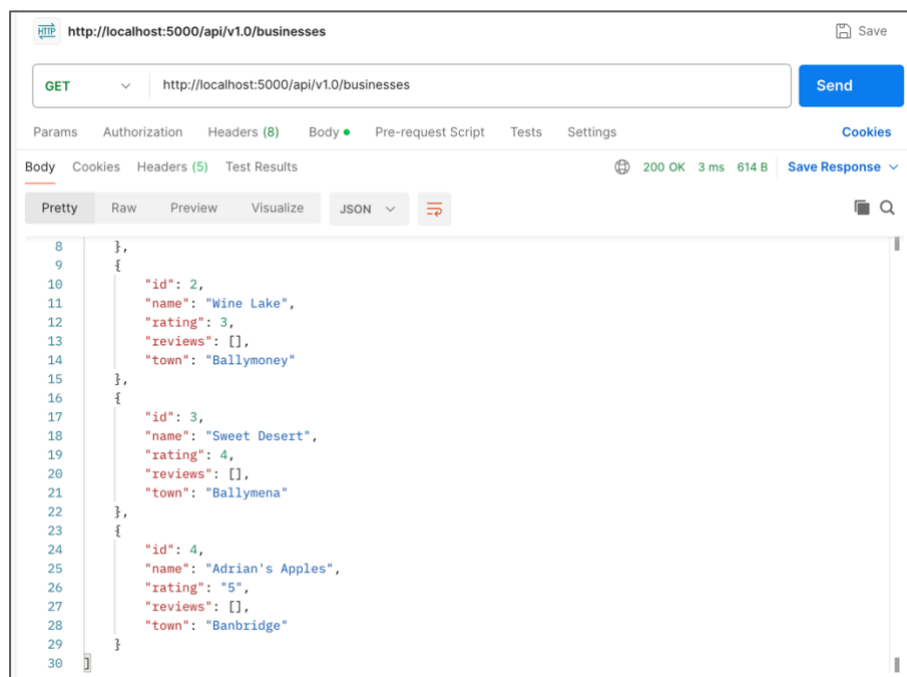 HTTP http://localhost:5000/api/v1.0/businesses Save
GET http://localhost:5000/api/v1.0/businesses Send
Params Authorization Headers (8) Body Pre-request Script Tests Settings Cookies
Body Cookies Headers (5) Test Results 200 OK 3 ms 614 B Save Response
Pretty Raw Preview Visualize JSON
8 },
9 {
10 "id": 2,
11 "name": "Wine Lake",
12 "rating": 3,
13 "reviews": [],
14 "town": "Ballymoney"
15 },
16 {
17 "id": 3,
18 "name": "Sweet Desert",
19 "rating": 4,
20 "reviews": [],
21 "town": "Ballymena"
22 },
23 {
24 "id": 4,
25 "name": "Adrian's Apples",
26 "rating": "5",
27 "reviews": [],
28 "town": "Banbridge"
29 }
30 ]